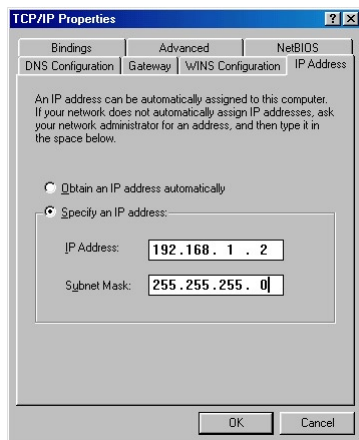 TCP/IP Properties
Bindings Advanced NetBIOS
DNS Configuration Gateway WINS Configuration IP Address
An IP address can be automatically assigned to this computer.
If your network does not automatically assign IP addresses, ask
your network administrator for an address, and then type it in
the space below.
Obtain an IP address automatically
Specify an IP address:
IP Address: 192.168. 1 . 2
Subnet Mask: 255.255.255. 0
OK Cancel